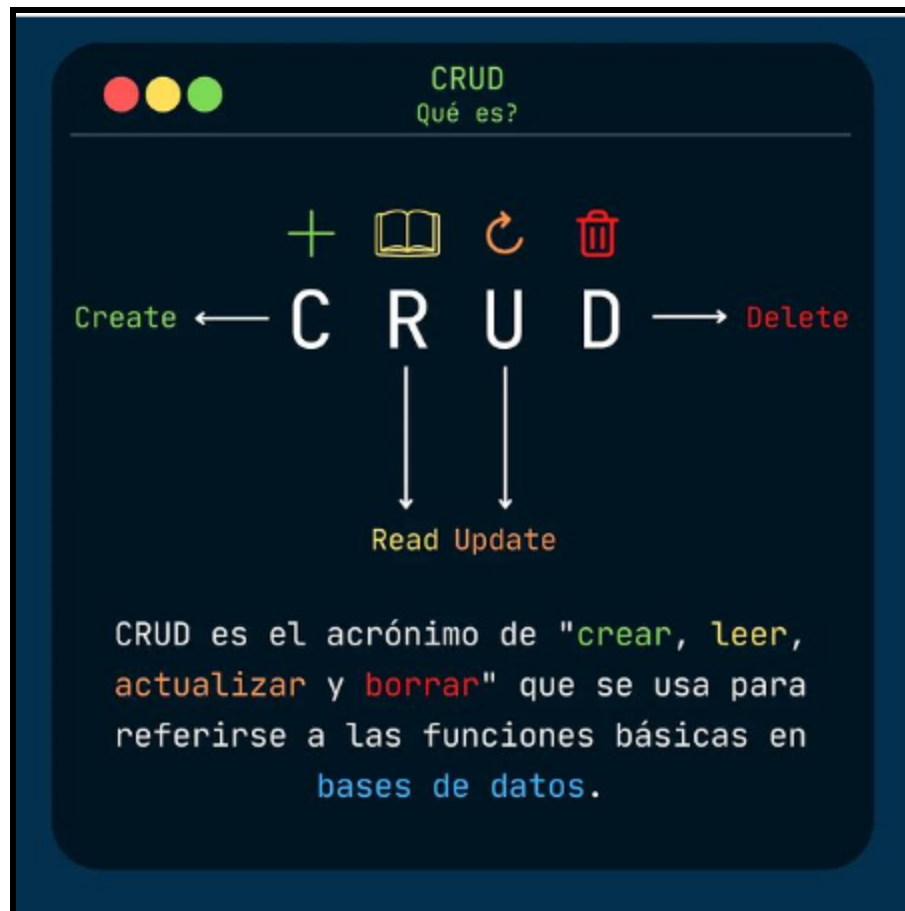 CRUD
Qué es?
C R U D
Create
Delete
Read Update
CRUD es el acrónimo de "crear, leer,
actualizar y borrar" que se usa para
referirse a las funciones básicas en
bases de datos.